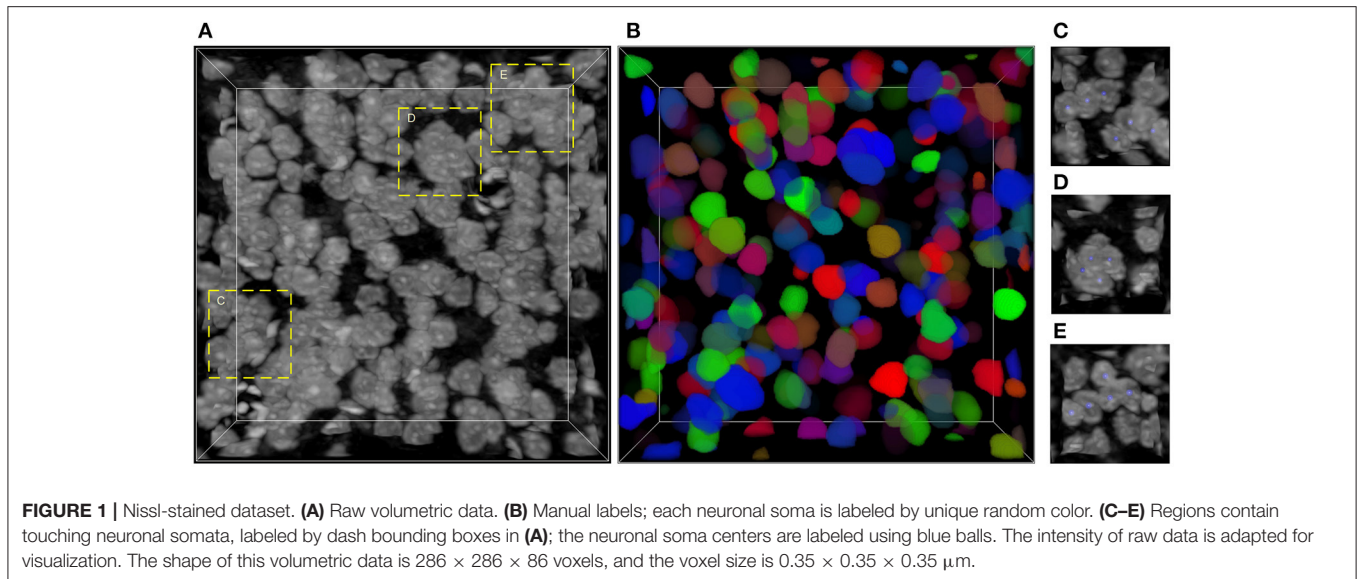 A
B
C
E
D
D
C
E
FIGURE 1 | Nissl-stained dataset. (A) Raw volumetric data. (B) Manual labels; each neuronal soma is labeled by unique random color. (C–E) Regions contain
touching neuronal somata, labeled by dash bounding boxes in (A); the neuronal soma centers are labeled using blue balls. The intensity of raw data is adapted for
visualization. The shape of this volumetric data is 286 × 286 × 86 voxels, and the voxel size is 0.35 × 0.35 × 0.35 μm.